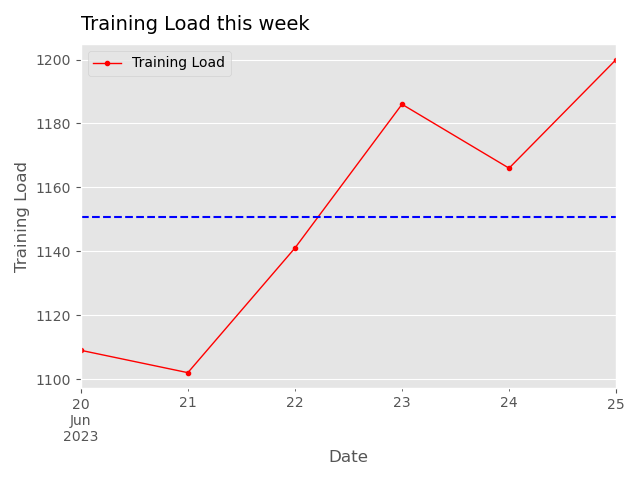 Training Load this week
Training Load
1200
1180
1160
1140
1120
1100
Training Load
20 21 22 23 24 25
Jun
2023
Date